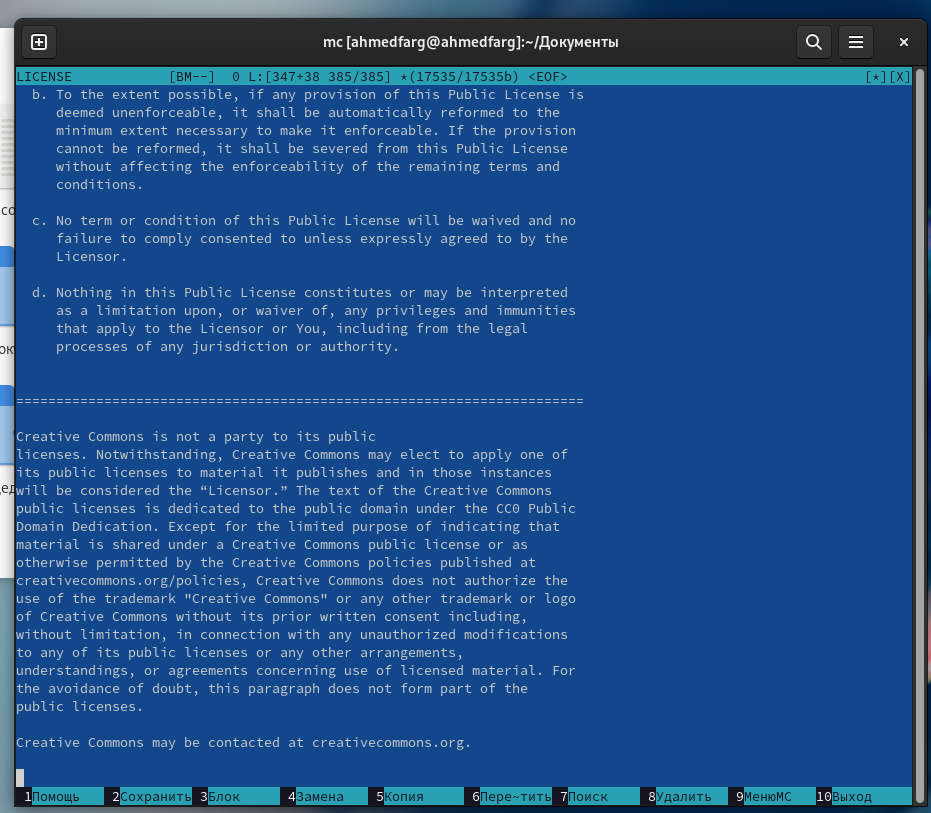 mc [ahmedfarg@ahmedfarg]:~/Документы
LICENSE [BM--] 0 L:[347+38 385/385] *(17535/17535b) <EOF> [*][X]
b. To the extent possible, if any provision of this Public License is
deemed unenforceable, it shall be automatically reformed to the
minimum extent necessary to make it enforceable. If the provision
cannot be reformed, it shall be severed from this Public License
without affecting the enforceability of the remaining terms and
conditions.
c. No term or condition of this Public License will be waived and no
failure to comply consented to unless expressly agreed to by the
Licensor.
d. Nothing in this Public License constitutes or may be interpreted
as a limitation upon, or waiver of, any privileges and immunities
that apply to the Licensor or You, including from the legal
processes of any jurisdiction or authority.
=======================================================================
Creative Commons is not a party to its public
licenses. Notwithstanding, Creative Commons may elect to apply one of
its public licenses to material it publishes and in those instances
will be considered the “Licensor.” The text of the Creative Commons
public licenses is dedicated to the public domain under the CC0 Public
Domain Dedication. Except for the limited purpose of indicating that
material is shared under a Creative Commons public license or as
otherwise permitted by the Creative Commons policies published at
creativecommons.org/policies, Creative Commons does not authorize the
use of the trademark "Creative Commons" or any other trademark or logo
of Creative Commons without its prior written consent including,
without limitation, in connection with any unauthorized modifications
to any of its public licenses or any other arrangements,
understandings, or agreements concerning use of licensed material. For
the avoidance of doubt, this paragraph does not form part of the
public licenses.
Creative Commons may be contacted at creativecommons.org.
1Помощь 2Сохранить 3Блок 4Замена 5Копия 6Пере~тить 7Поиск 8Удалить 9МенюMC 10Выход